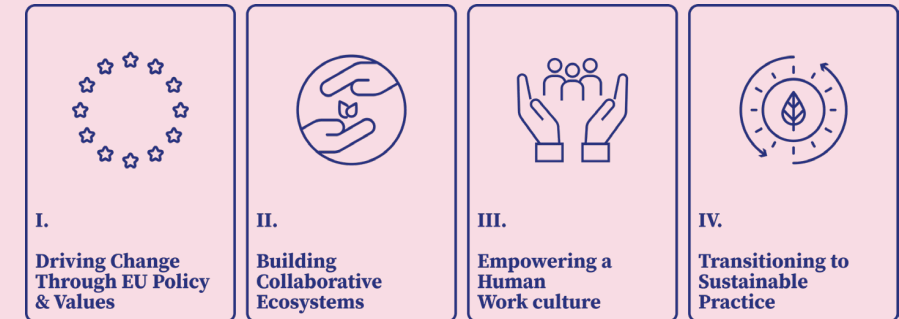 I.
Driving Change
Through EU Policy
& Values
II.
Building
Collaborative
Ecosystems
III.
Empowering a
Human
Work culture
IV.
Transitioning to
Sustainable
Practice